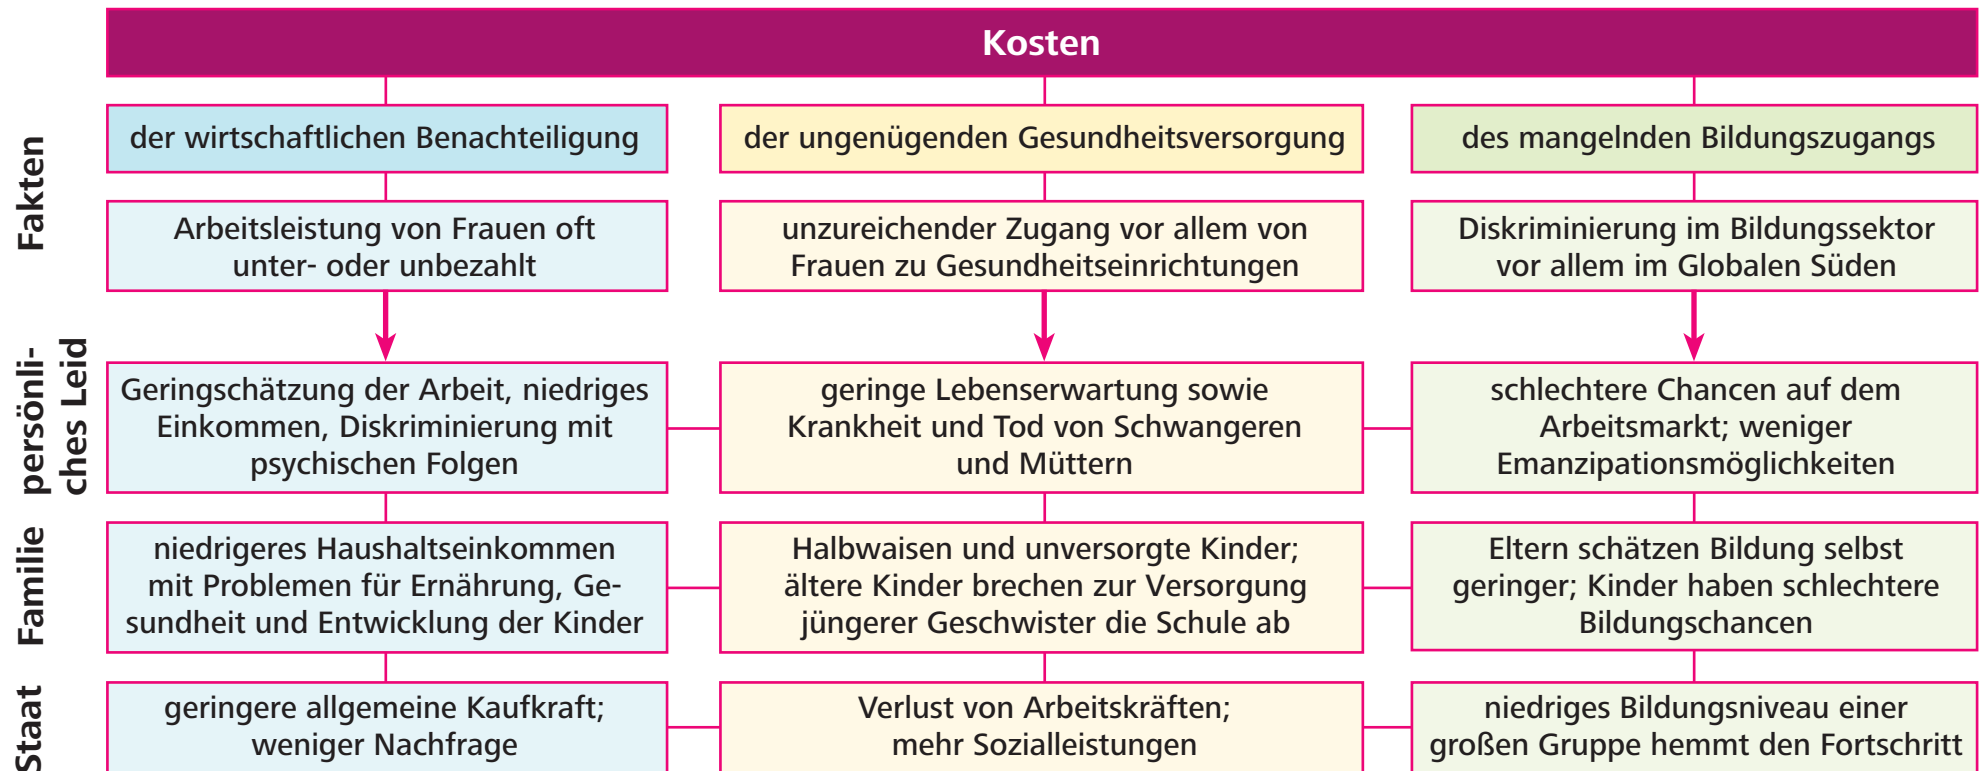 Kosten
Fakten
der wirtschaftlichen Benachteiligung
der ungenügenden Gesundheitsversorgung
des mangelnden Bildungszugangs
Arbeitsleistung von Frauen oft
unter- oder unbezahlt
unzureichender Zugang vor allem von
Frauen zu Gesundheitseinrichtungen
Diskriminierung im Bildungssektor
vor allem im Globalen Süden
persönli-
ches Leid
Geringschätzung der Arbeit, niedriges
Einkommen, Diskriminierung mit
psychischen Folgen
geringe Lebenserwartung sowie
Krankheit und Tod von Schwangeren
und Müttern
schlechtere Chancen auf dem
Arbeitsmarkt; weniger
Emanzipationsmöglichkeiten
Familie
niedrigeres Haushaltseinkommen
mit Problemen für Ernährung, Ge-
sundheit und Entwicklung der Kinder
Halbwaisen und unversorgte Kinder;
ältere Kinder brechen zur Versorgung
jüngerer Geschwister die Schule ab
Eltern schätzen Bildung selbst
geringer; Kinder haben schlechtere
Bildungschancen
Staat
geringere allgemeine Kaufkraft;
weniger Nachfrage
Verlust von Arbeitskräften;
mehr Sozialleistungen
niedriges Bildungsniveau einer
großen Gruppe hemmt den Fortschritt